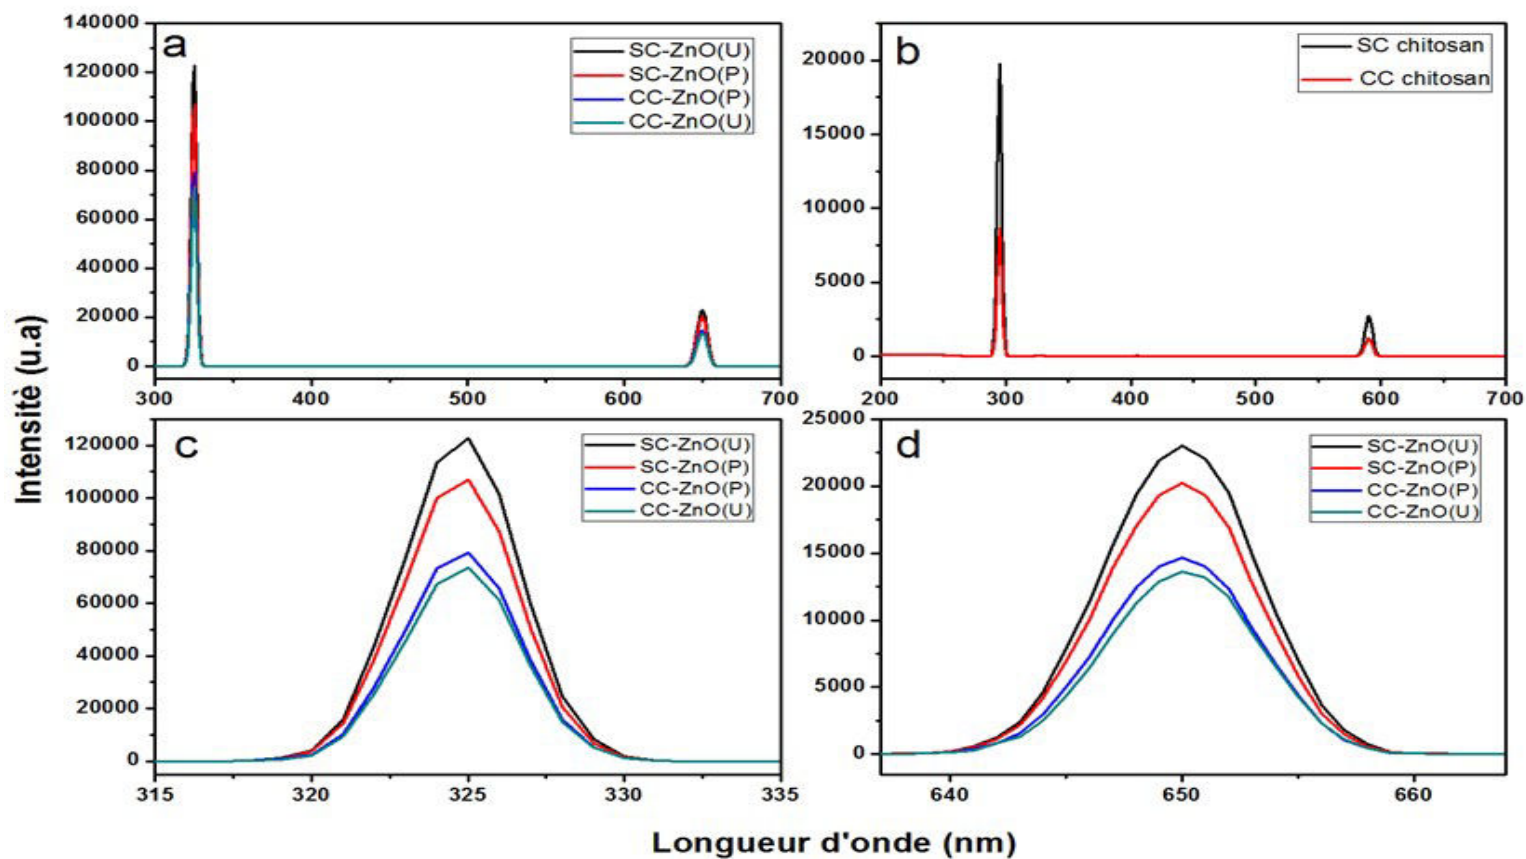 a
SC-ZnO(U)
SC-ZnO(P)
CC-ZnO(P)
CC-ZnO(U)
140000
120000
100000
80000
60000
40000
20000
0
300 400 500 600 700
b
SC chitosan
CC chitosan
20000
15000
10000
5000
0
200 300 400 500 600 700
c
SC-ZnO(U)
SC-ZnO(P)
CC-ZnO(P)
CC-ZnO(U)
120000
100000
80000
60000
40000
20000
0
315 320 325 330 335
d
SC-ZnO(U)
SC-ZnO(P)
CC-ZnO(P)
CC-ZnO(U)
25000
20000
15000
10000
5000
0
640 650 660
Intensitè (u.a)
Longueur d'onde (nm)